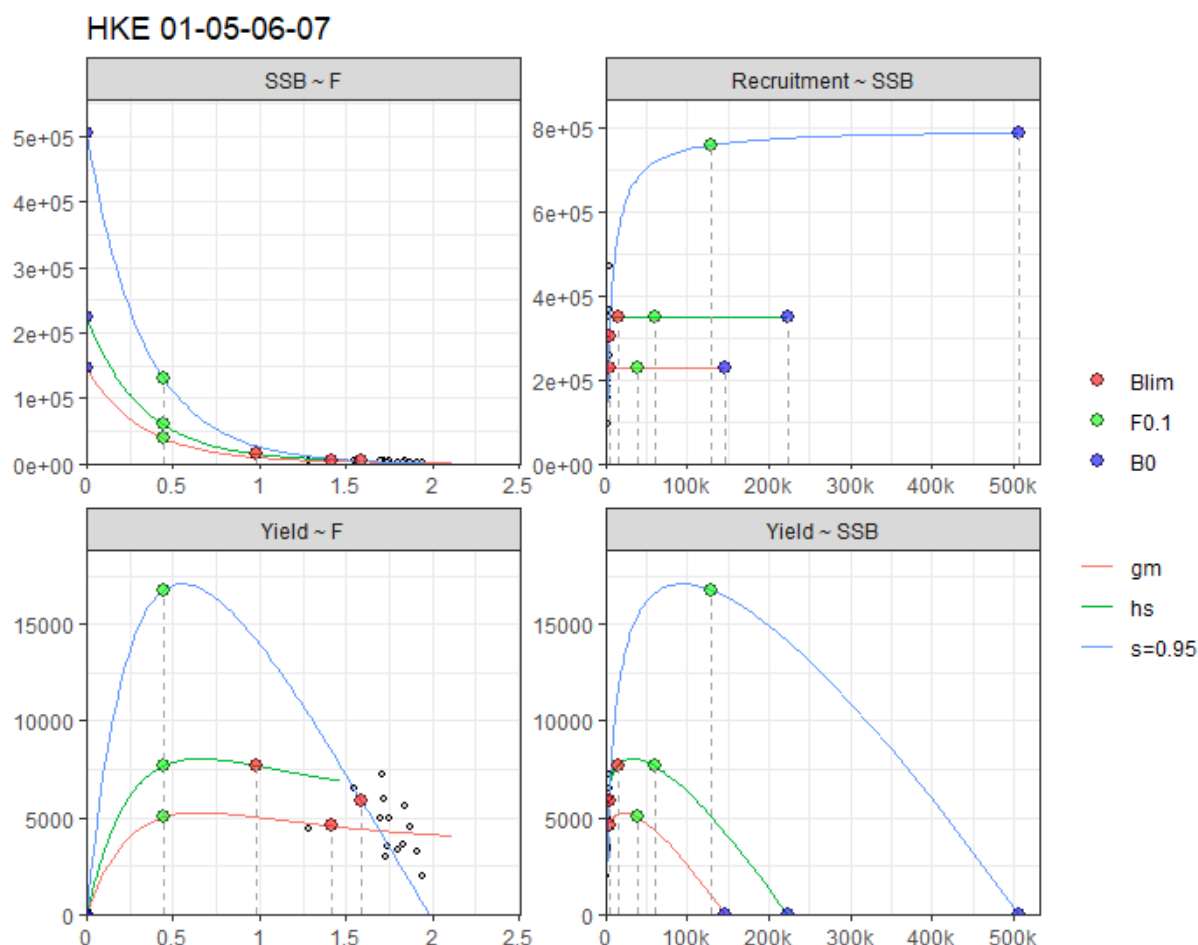 HKE 01-05-06-07
SSB ~ F
Recruitment ~ SSB
5e+05
4e+05
3e+05
2e+05
1e+05
0e+00
0 0.5 1 1.5 2 2.5
8e+05
6e+05
4e+05
2e+05
0e+00
0 100k 200k 300k 400k 500k
Blim
F0.1
B0
Yield ~ F
Yield ~ SSB
15000
10000
5000
0
0 0.5 1 1.5 2 2.5
15000
10000
5000
0
0 100k 200k 300k 400k 500k
gm
hs
s=0.95